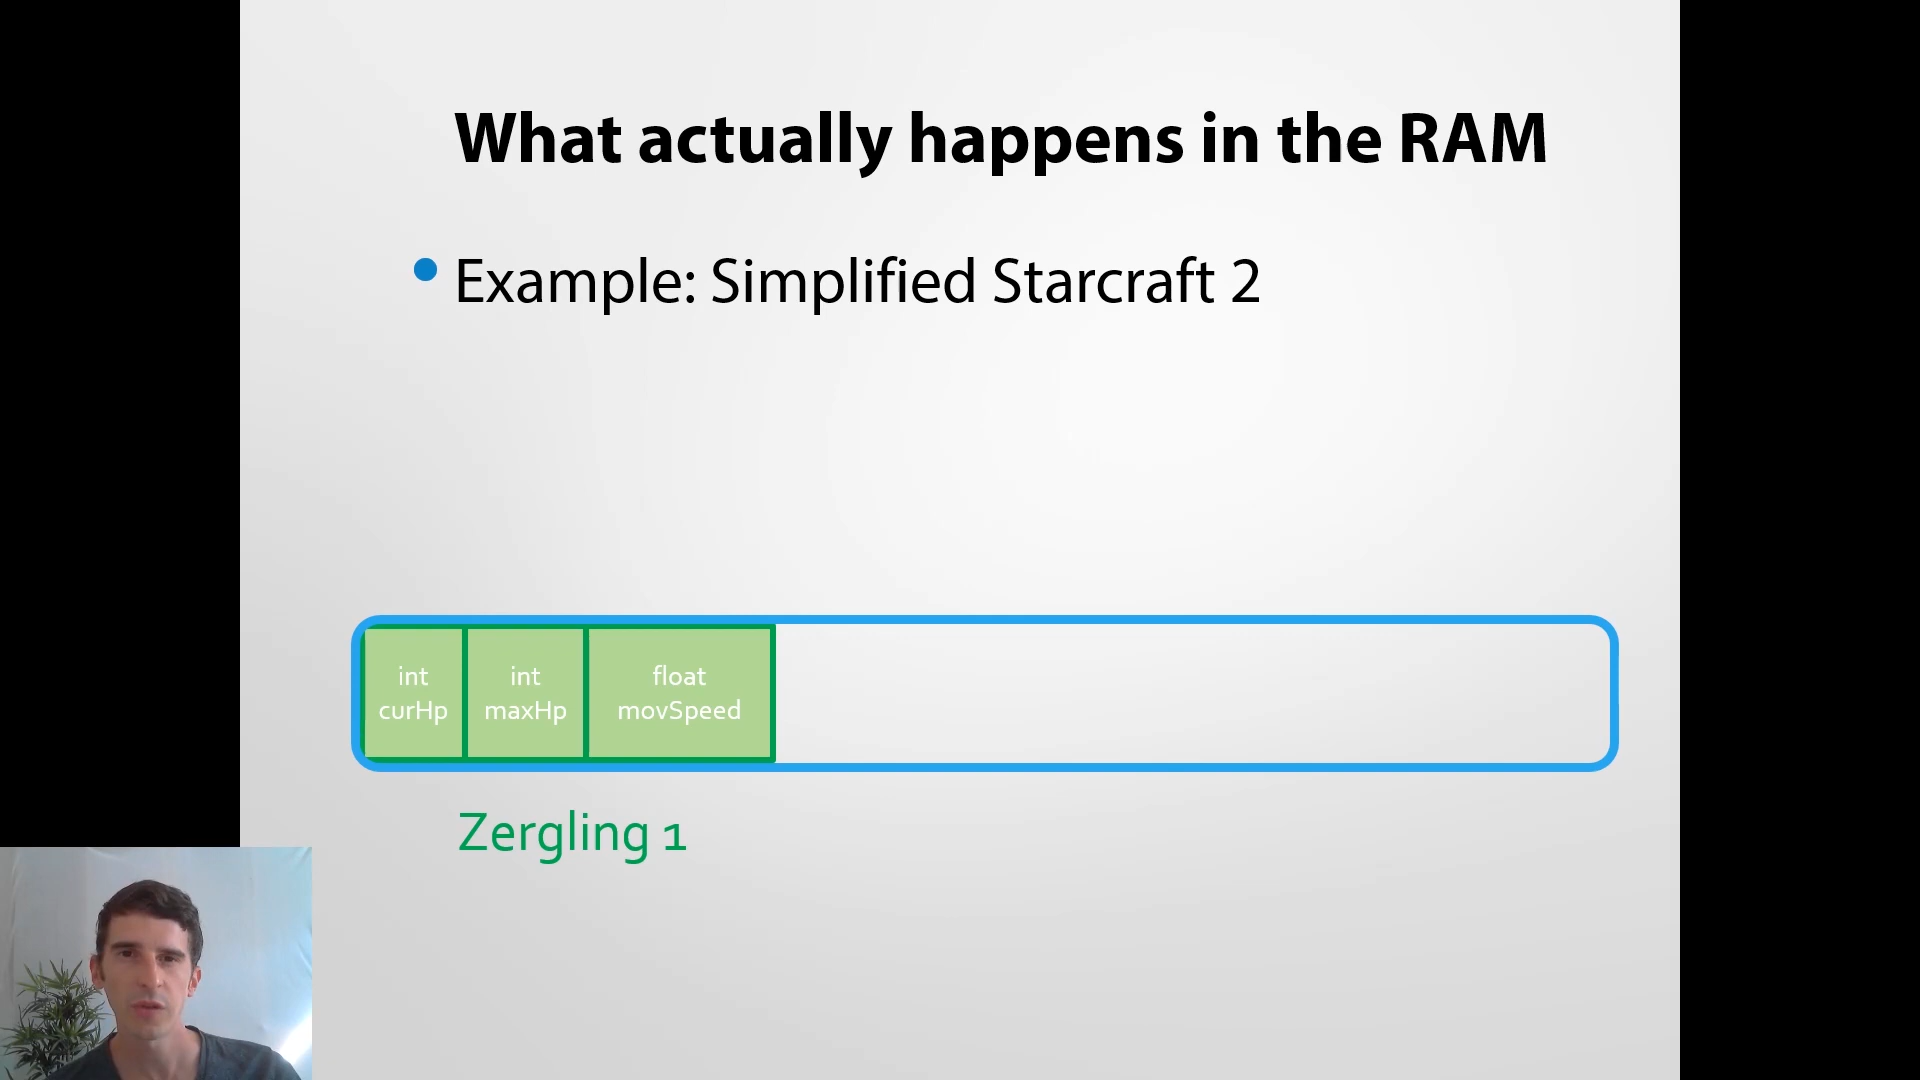 What actually happens in the RAM
Example: Simplified Starcraft 2
int
curHp
int
maxHp
float
movSpeed
Zergling 1